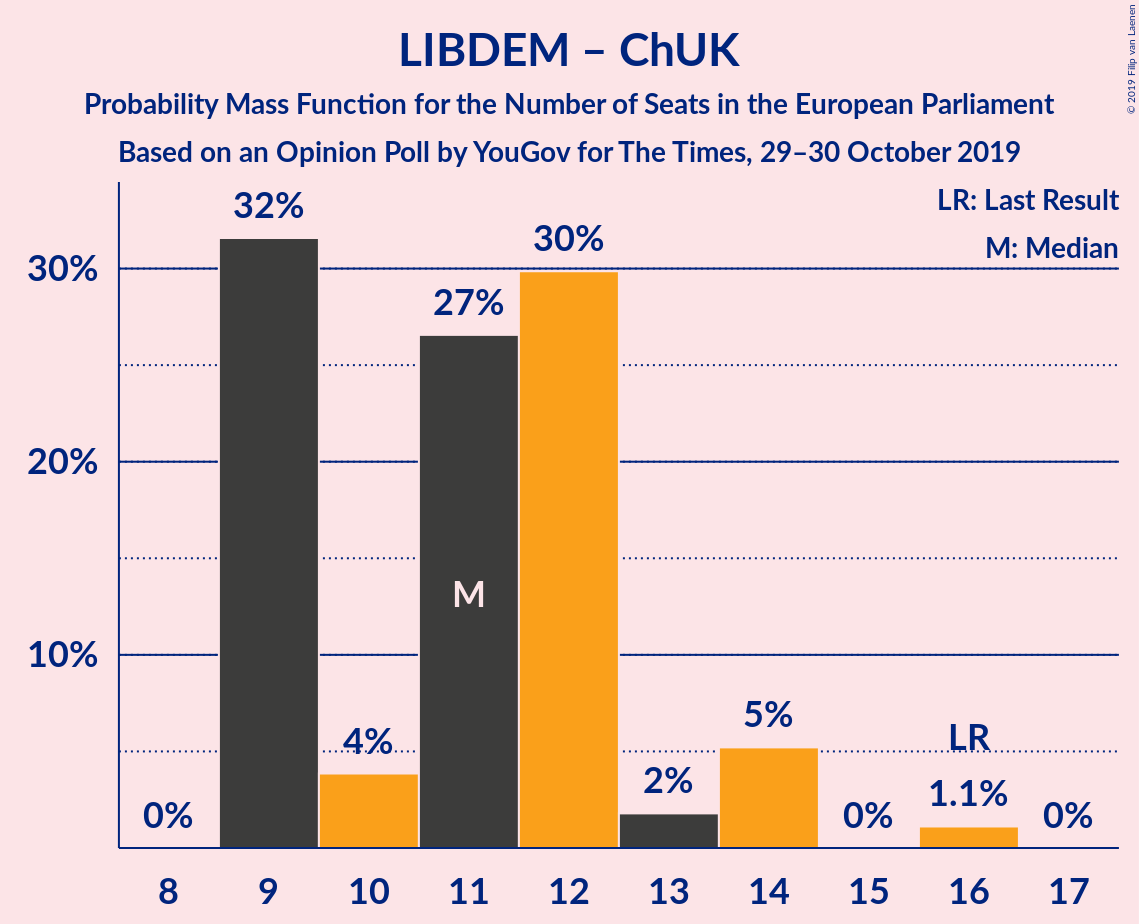 LIBDEM – ChUK
Probability Mass Function for the Number of Seats in the European Parliament
Based on an Opinion Poll by YouGov for The Times, 29–30 October 2019
© 2019 Filip van Laenen
LR: Last Result
M: Median
30%
20%
10%
0%
32%
4%
27%
M
30%
2%
5%
0%
LR
1.1%
0%
8 9 10 11 12 13 14 15 16 17